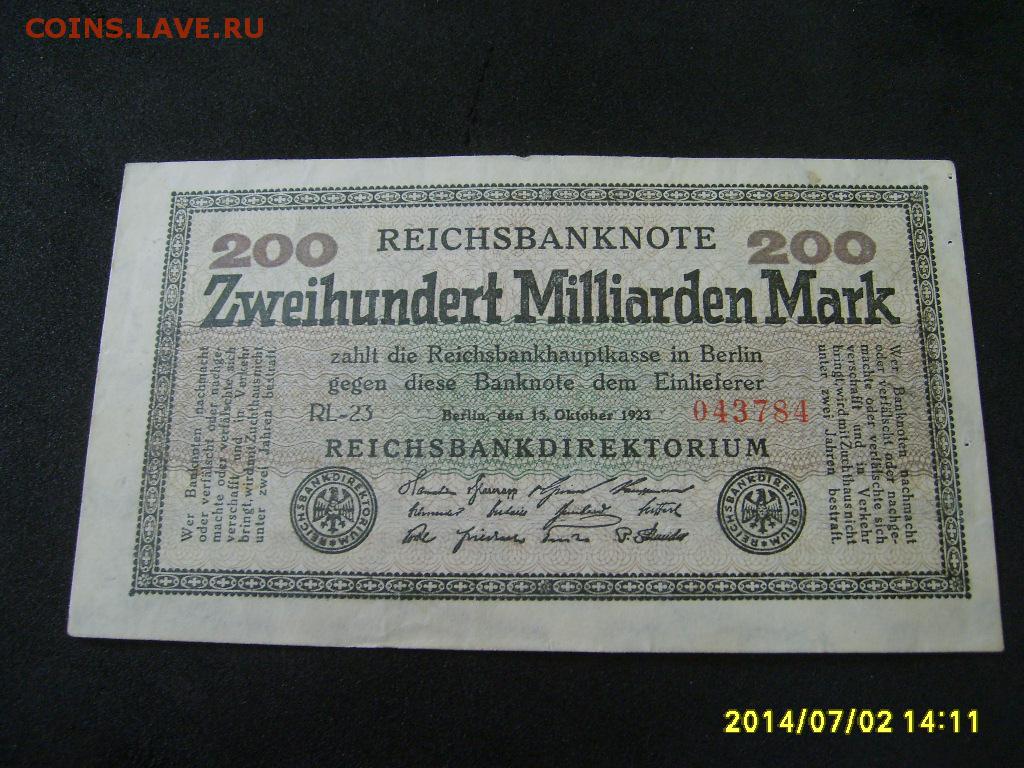 COINS.LAVE.RU
200 REICHSBANKNOTE 200
Zweihundert Milliarden Mark
zahlt die Reichsbankhauptkasse in Berlin
gegen diese Banknote dem Einlieferer
RL-23 Berlin, den 15. Oktober 1923 043784
REICHSBANKDIREKTORIUM
Wer Banknoten nachmacht
oder verfälscht oder nachge-
machte oder verfälschte sich
verschafft und in Verkehr
bringt, wird mit Zuchthaus nicht
unter zwei Jahren bestraft
REICHSBANKDIREKTORIUM
REICHSBANKDIREKTORIUM
Wer Banknoten nachmacht
oder verfälscht oder nachge-
machte oder verfälschte sich
verschafft und in Verkehr
bringt, wird mit Zuchthaus nicht
unter zwei Jahren bestraft.
2014/07/02 14:11